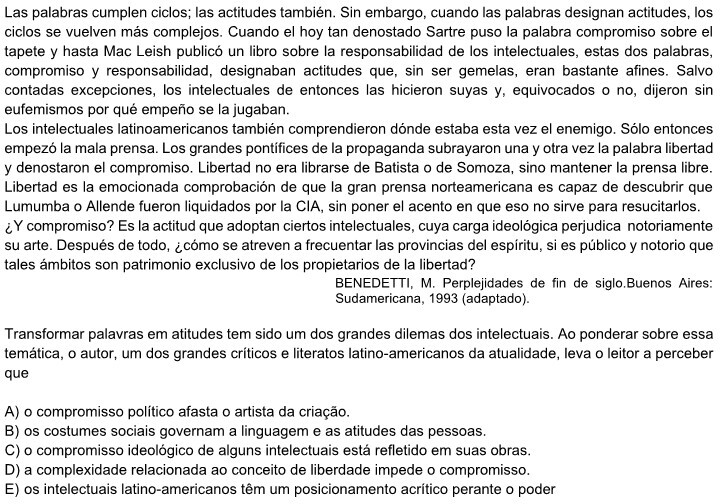 Las palabras cumplen ciclos; las actitudes también. Sin embargo, cuando las palabras designan actitudes, los
ciclos se vuelven más complejos. Cuando el hoy tan denostado Sartre puso la palabra compromiso sobre el
tapete y hasta Mac Leish publicó un libro sobre la responsabilidad de los intelectuales, estas dos palabras,
compromiso y responsabilidad, designaban actitudes que, sin ser gemelas, eran bastante afines. Salvo
contadas excepciones, los intelectuales de entonces las hicieron suyas y, equivocados o no, dijeron sin
eufemismos por qué empeño se la jugaban.
Los intelectuales latinoamericanos también comprendieron dónde estaba esta vez el enemigo. Sólo entonces
empezó la mala prensa. Los grandes pontífices de la propaganda subrayaron una y otra vez la palabra libertad
y denostaron el compromiso. Libertad no era librarse de Batista o de Somoza, sino mantener la prensa libre.
Libertad es la emocionada comprobación de que la gran prensa norteamericana es capaz de descubrir que
Lumumba o Allende fueron liquidados por la CIA, sin poner el acento en que eso no sirve para resucitarlos.
¿Y compromiso? Es la actitud que adoptan ciertos intelectuales, cuya carga ideológica perjudica notoriamente
su arte. Después de todo, ¿cómo se atreven a frecuentar las provincias del espíritu, si es público y notorio que
tales ámbitos son patrimonio exclusivo de los propietarios de la libertad?
BENEDETTI, M. Perplejidades de fin de siglo.Buenos Aires:
Sudamericana, 1993 (adaptado).
Transformar palavras em atitudes tem sido um dos grandes dilemas dos intelectuais. Ao ponderar sobre essa
temática, o autor, um dos grandes críticos e literatos latino-americanos da atualidade, leva o leitor a perceber
que
A) o compromisso político afasta o artista da criação.
B) os costumes sociais governam a linguagem e as atitudes das pessoas.
C) o compromisso ideológico de alguns intelectuais está refletido em suas obras.
D) a complexidade relacionada ao conceito de liberdade impede o compromisso.
E) os intelectuais latino-americanos têm um posicionamento acrítico perante o poder